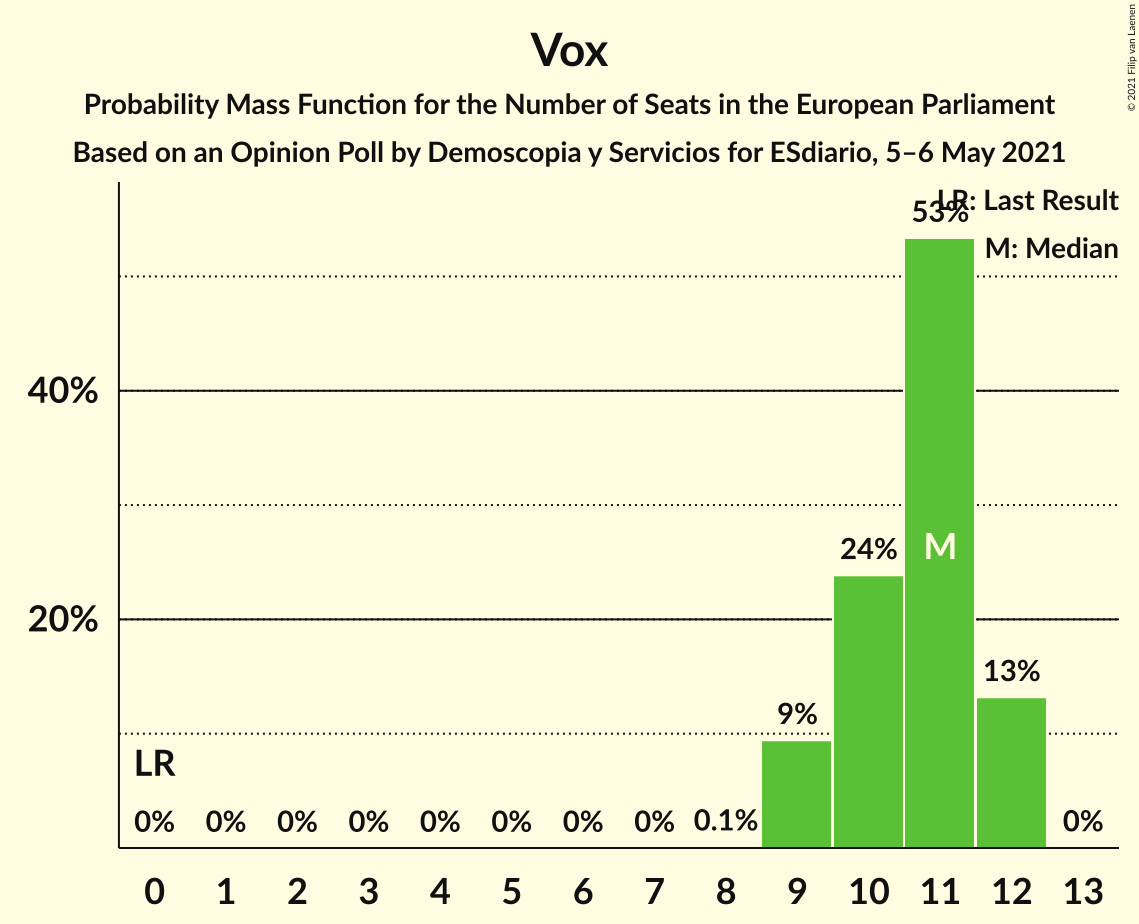 Vox
Probability Mass Function for the Number of Seats in the European Parliament
Based on an Opinion Poll by Demoscopia y Servicios for ESdiario, 5–6 May 2021
© 2021 Filip van Laenen
LR: Last Result
M: Median
53%
40%
24%
M
20%
13%
9%
LR
0% 0% 0% 0% 0% 0% 0% 0% 0.1% 0%
0 1 2 3 4 5 6 7 8 9 10 11 12 13